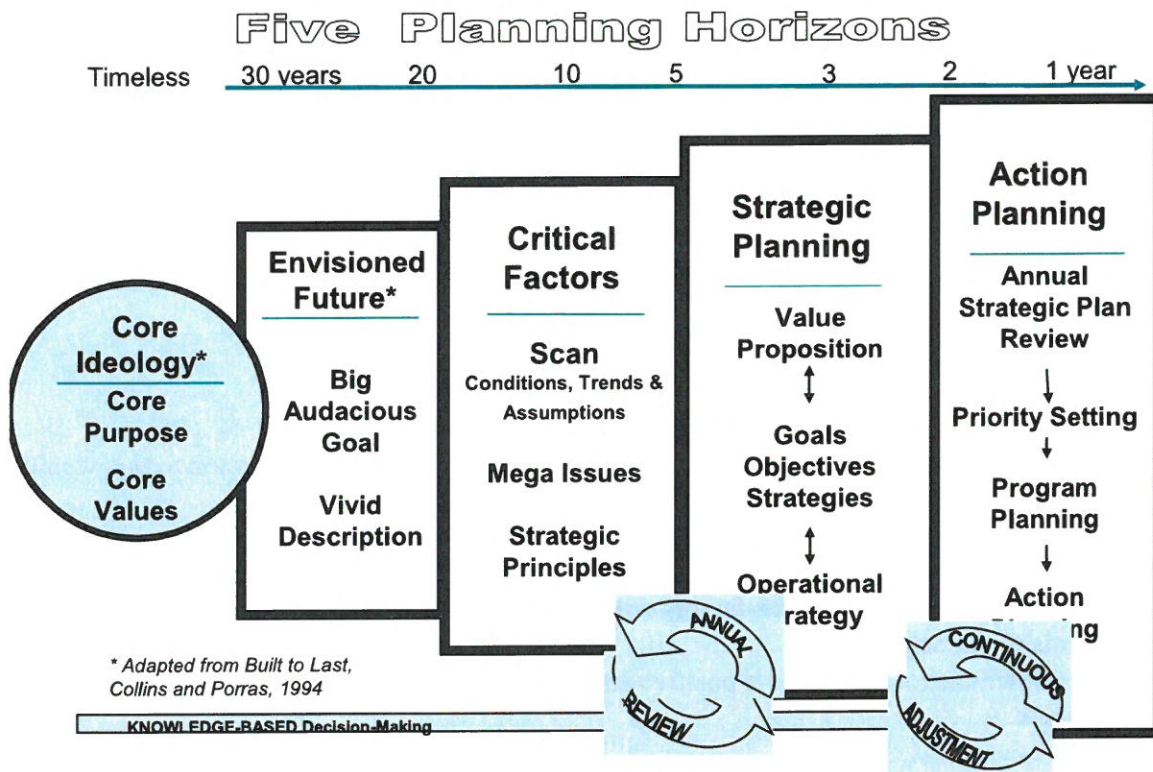 Five Planning Horizons
Timeless 30 years 20 10 5 3 2 1 year
Core
Ideology*
Core
Purpose
Core
Values
Envisioned
Future*
Big
Audacious
Goal
Vivid
Description
Critical
Factors
Scan
Conditions, Trends &
Assumptions
Mega Issues
Strategic
Principles
Strategic
Planning
Value
Proposition
Goals
Objectives
Strategies
Operational
trategy
Action
Planning
Annual
Strategic Plan
Review
Priority Setting
Program
Planning
Action
ANNUAL
REVIEW
CONTINUOUS
ADJUSTMENT
* Adapted from Built to Last,
Collins and Porras, 1994
KNOWLEDGE-BASED Decision-Making